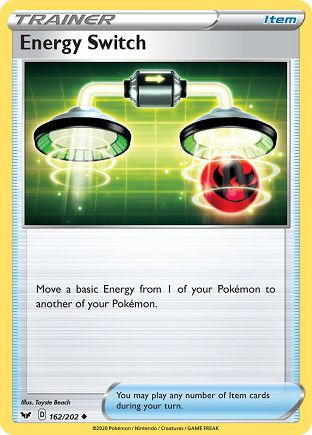 TRAINER Item
Energy Switch
Move a basic Energy from 1 of your Pokémon to
another of your Pokémon.
Illus. Toyste Beach
D 162/202
You may play any number of Item cards
during your turn.
©2020 Pokémon / Nintendo / Creatures / GAME FREAK